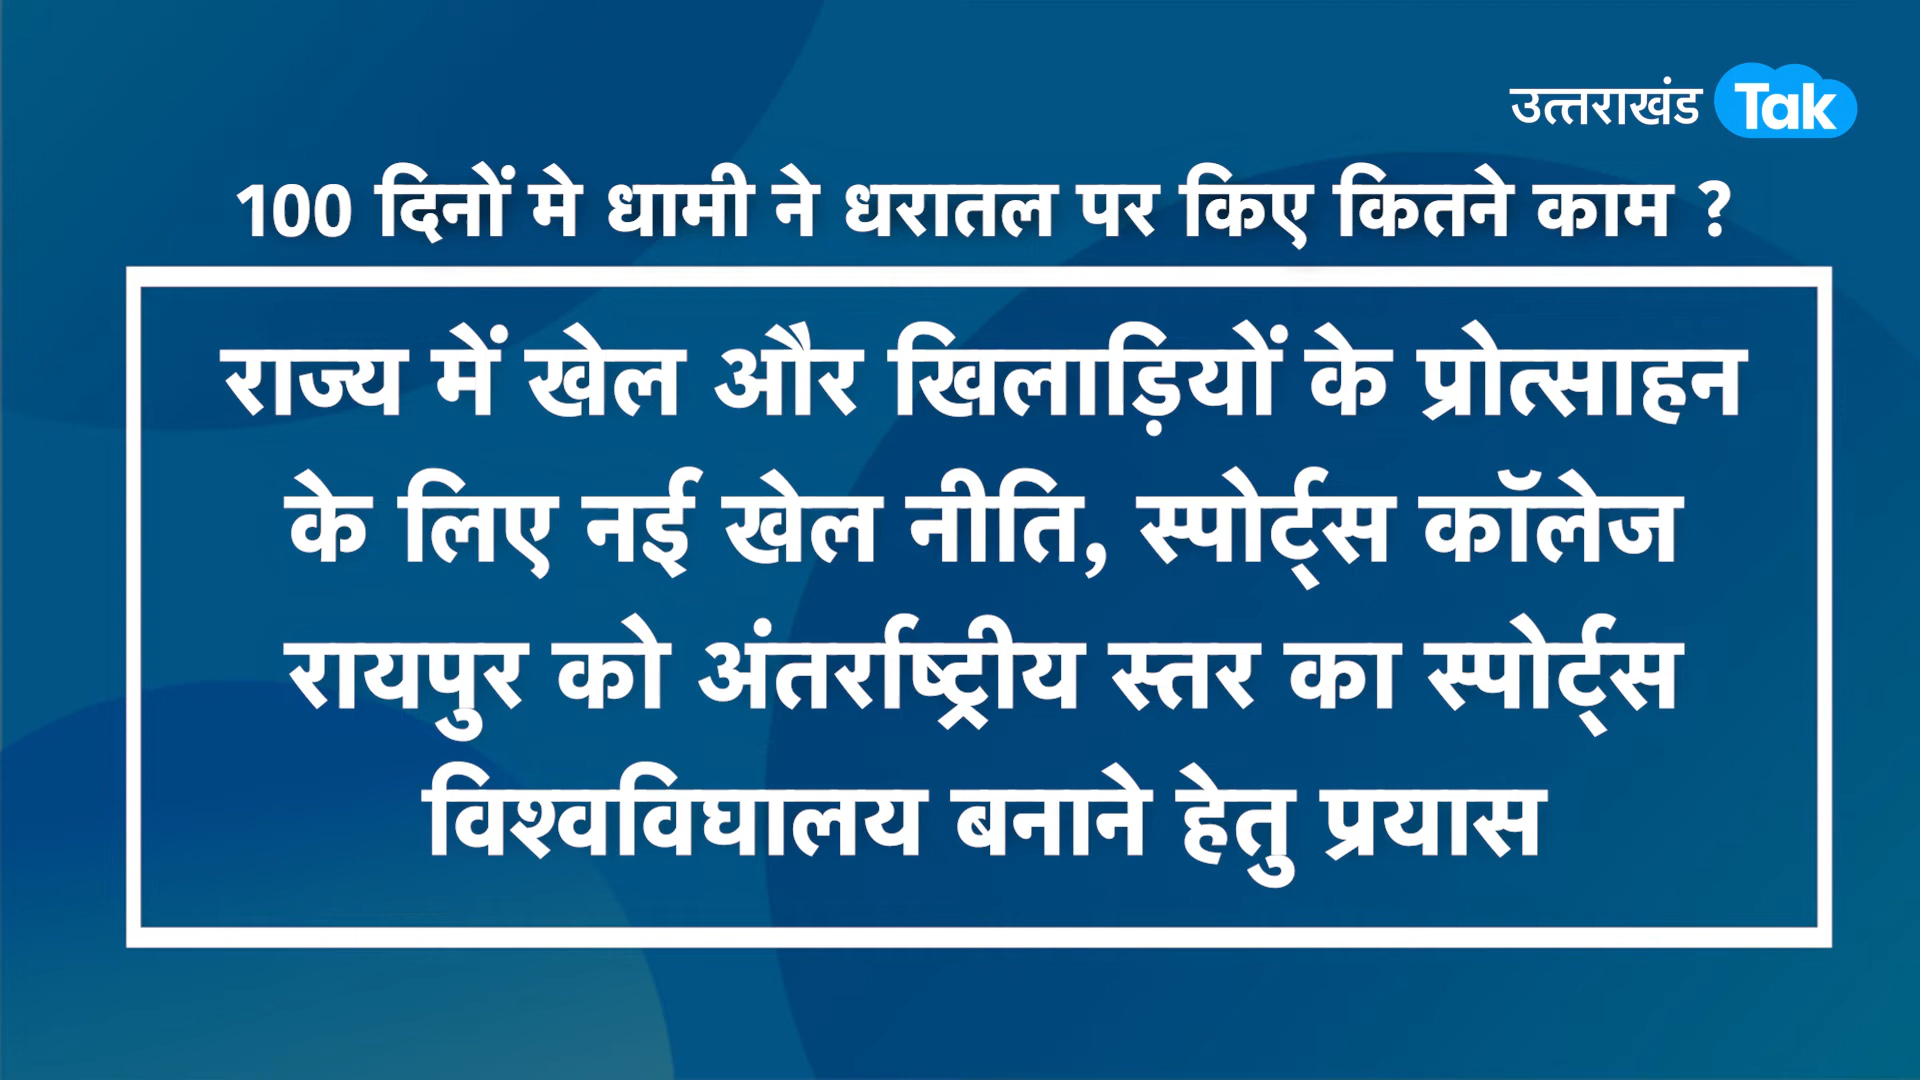 उत्तराखंड Tak
100 दिनों मे धामी ने धरातल पर किए कितने काम ?
राज्य में खेल और खिलाड़ियों के प्रोत्साहन
के लिए नई खेल नीति, स्पोर्ट्स कॉलेज
रायपुर को अंतर्राष्ट्रीय स्तर का स्पोर्ट्स
विश्वविघालय बनाने हेतु प्रयास